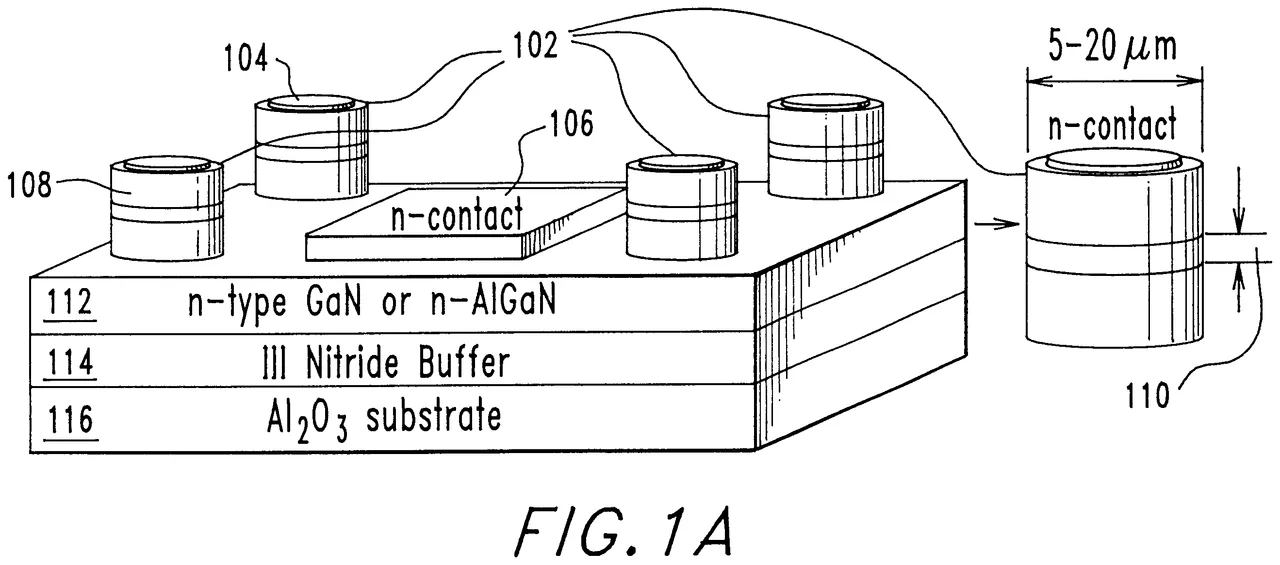 102
5-20 μm
104
106
n-contact
108
n-contact
112 n-type GaN or n-AlGaN
114 III Nitride Buffer
110
116 Al₂O₃ substrate
FIG. 1A